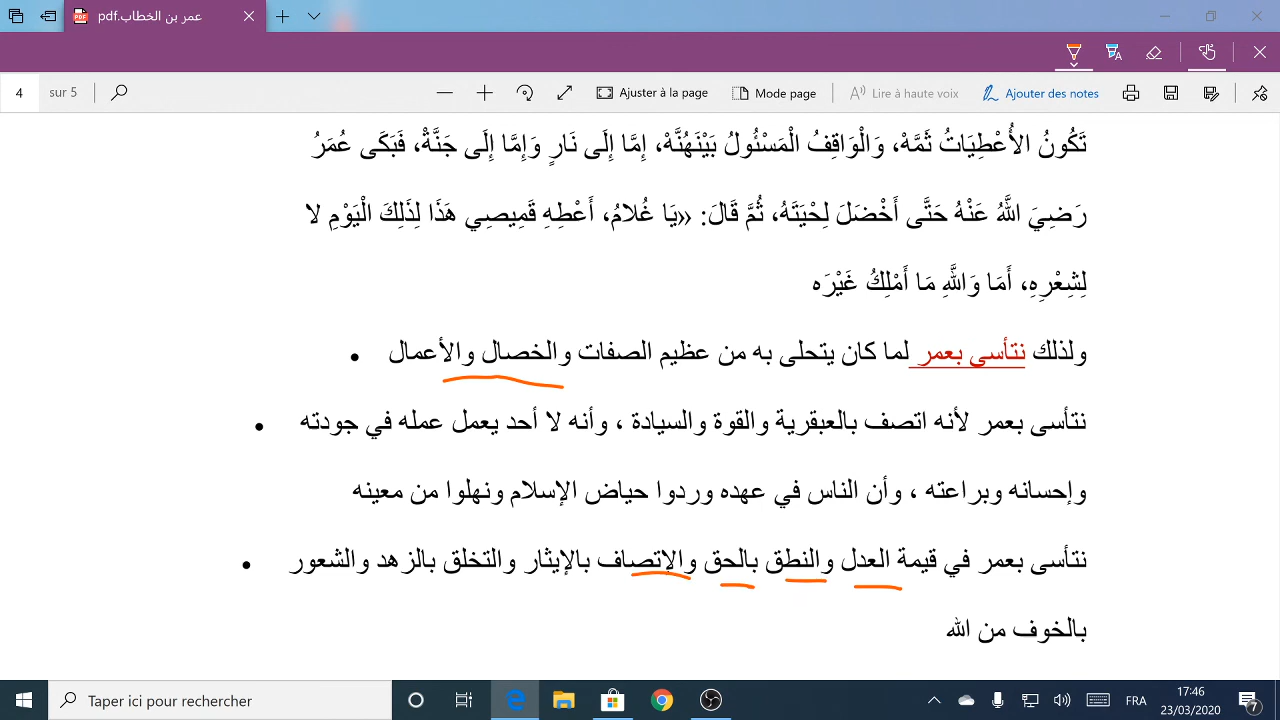 عمر بن الخطاب.pdf
4 sur 5
Ajuster à la page
Mode page
Lire à haute voix
Ajouter des notes
تَكُونُ الأُعْطِيَاتُ ثَمَّهْ، وَالْوَاقِفُ الْمَسْئُولُ بَيْنَهُنَّهْ، إِمَّا إِلَى نَارٍ وَإِمَّا إِلَى جَنَّةْ، فَبَكَى عُمَرُ
رَضِيَ اللَّهُ عَنْهُ حَتَّى أَخْضَلَ لِحْيَتَهُ، ثُمَّ قَالَ: «يَا غُلامُ، أَعْطِهِ قَمِيصِي هَذَا لِذَلِكَ الْيَوْمِ لا
لِشِعْرِهِ، أَمَا وَاللَّهِ مَا أَمْلِكُ غَيْرَه
ولذلك نتأسى بعمر لما كان يتحلى به من عظيم الصفات والخصال والأعمال •
نتأسى بعمر لأنه اتصف بالعبقرية والقوة والسيادة ، وأنه لا أحد يعمل عمله في جودته •
وإحسانه وبراعته ، وأن الناس في عهده وردوا حياض الإسلام ونهلوا من معينه
نتأسى بعمر في قيمة العدل والنطق بالحق والإتصاف بالإيثار والتخلق بالزهد والشعور •
بالخوف من الله
Taper ici pour rechercher
FRA
17:46
23/03/2020
7